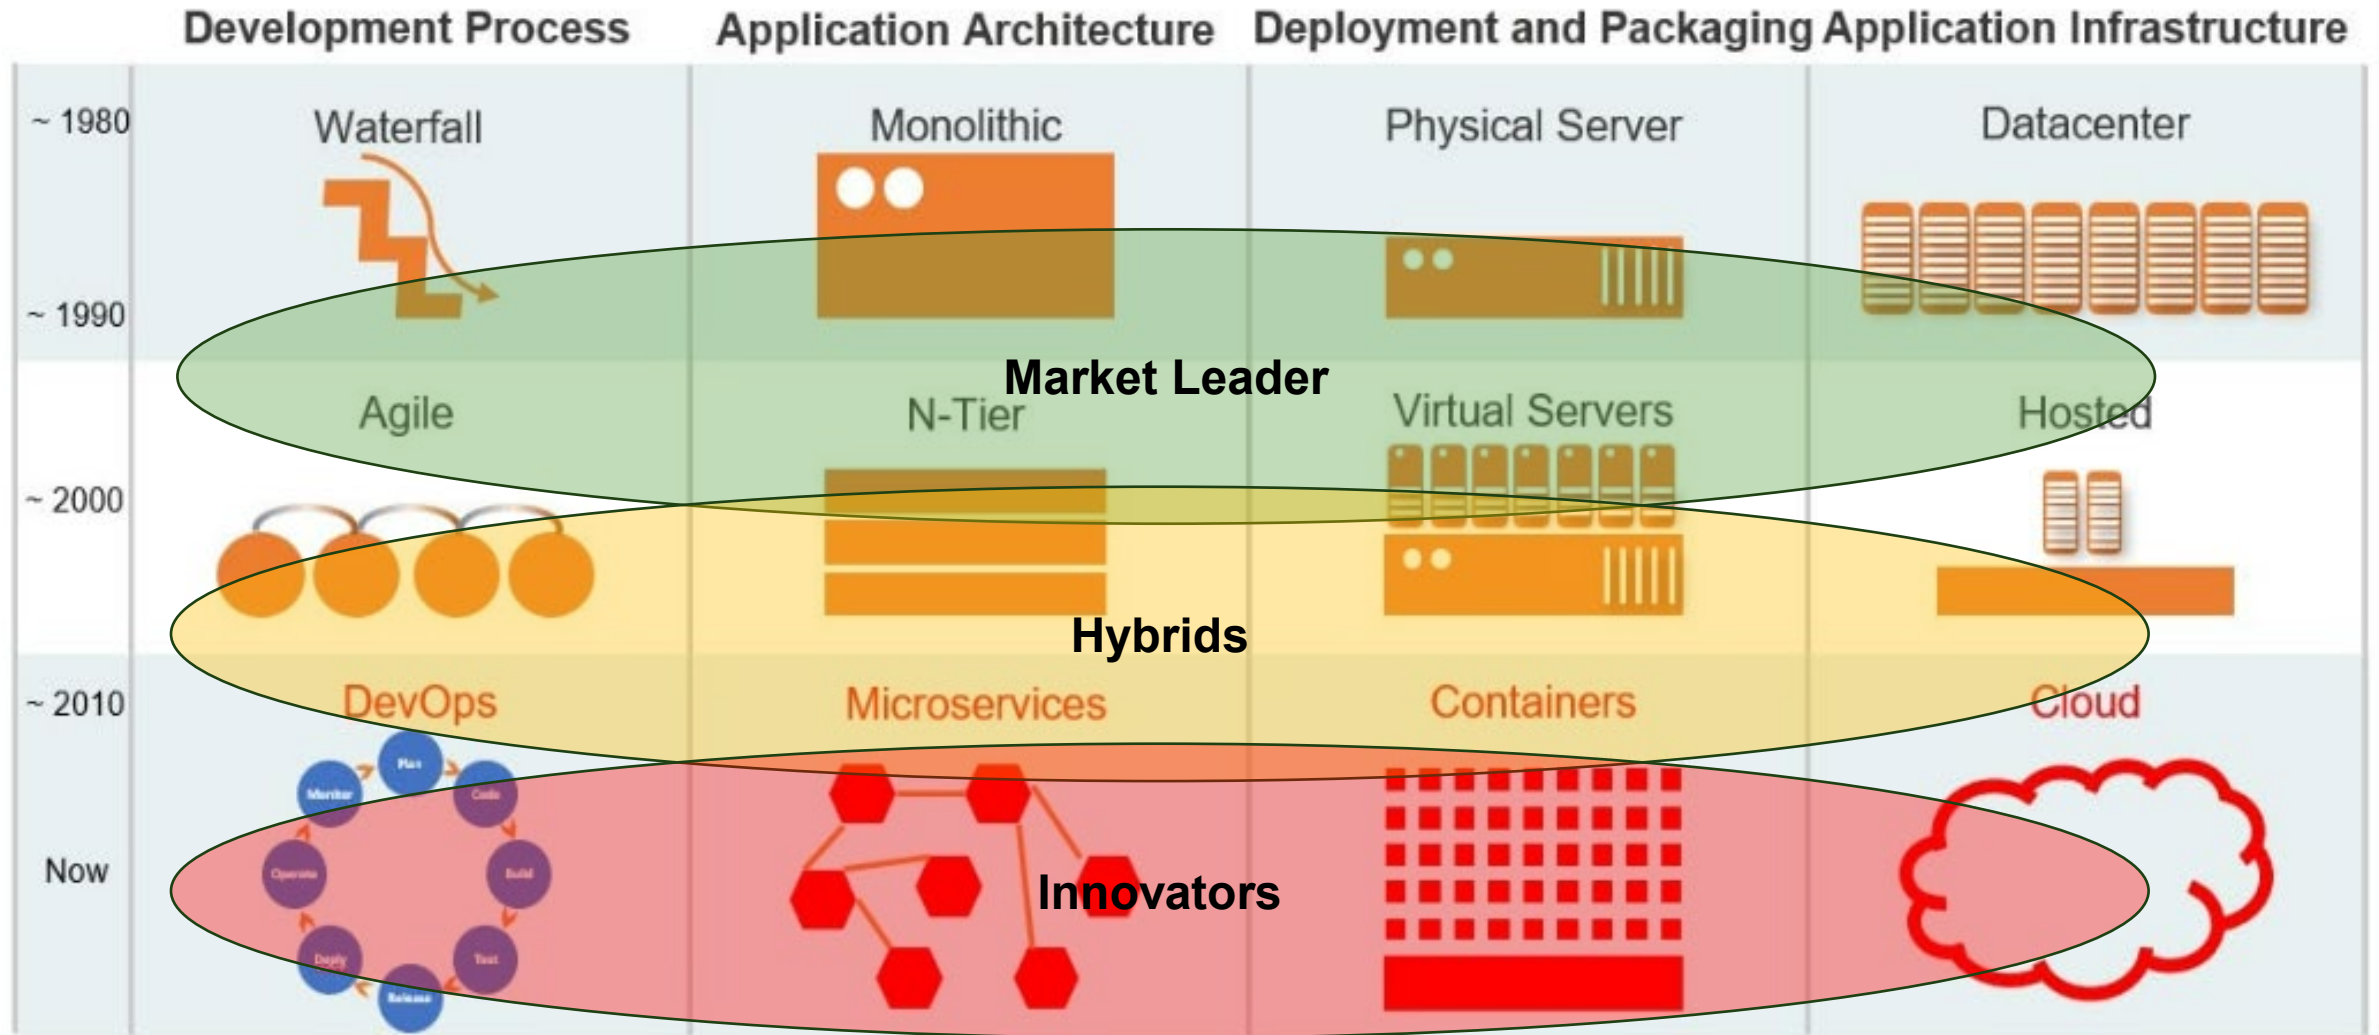 Development Process Application Architecture Deployment and Packaging Application Infrastructure
~ 1980 Waterfall Monolithic Physical Server Datacenter
~ 1990
Market Leader
Agile N-Tier Virtual Servers Hosted
~ 2000
Hybrids
~ 2010 DevOps Microservices Containers Cloud
Plan
Monitor Code
Now Operate Build
Innovators
Deply Test
Release